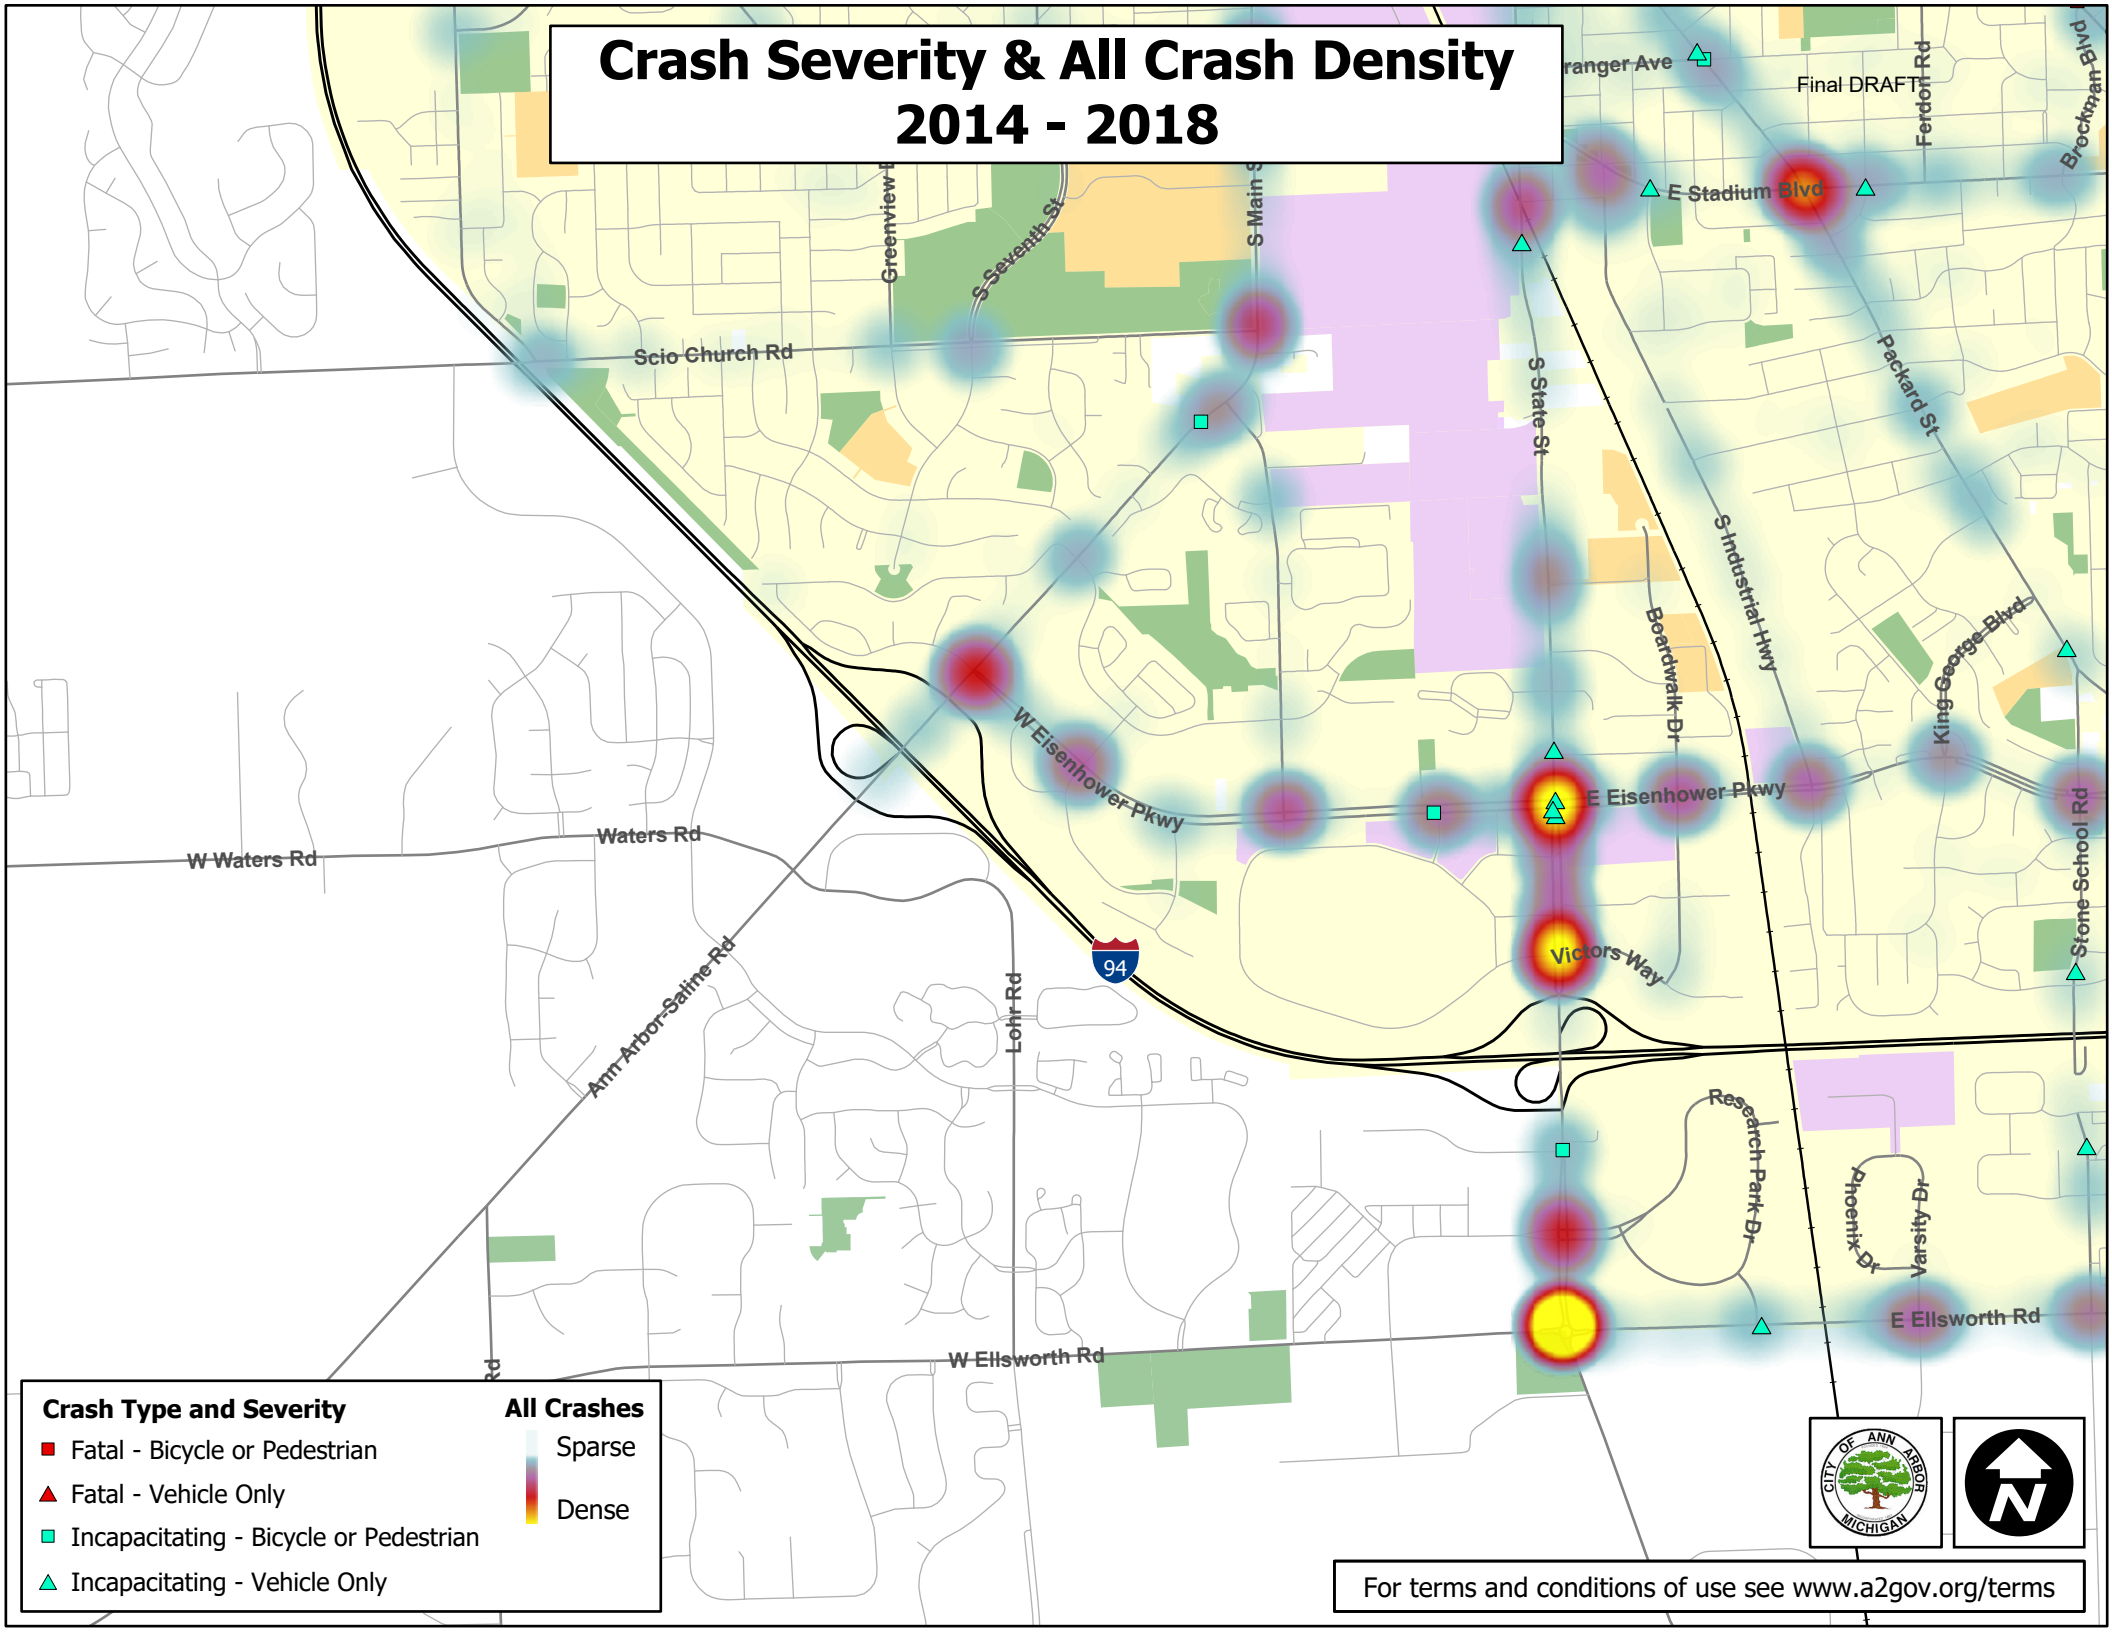 Crash Severity & All Crash Density
2014 - 2018
ranger Ave
Final DRAFT
Ferdon Rd
Brockman Blvd
E Stadium Blvd
Greenview
S Seventh St
S Main S
Scio Church Rd
S State St
Packard St
S Industrial Hwy
Boardwalk Dr
King George Blvd
W Eisenhower Pkwy
E Eisenhower Pkwy
W Waters Rd
Waters Rd
Stone School Rd
Victors Way
Ann Arbor-Saline Rd
Lohr Rd
94
Research Park Dr
Phoenix Dr
Varsity Dr
E Ellsworth Rd
W Ellsworth Rd
Rd
Crash Type and Severity
All Crashes
Fatal - Bicycle or Pedestrian
Sparse
Fatal - Vehicle Only
Dense
Incapacitating - Bicycle or Pedestrian
Incapacitating - Vehicle Only
CITY OF ANN ARBOR
MICHIGAN
N
For terms and conditions of use see www.a2gov.org/terms